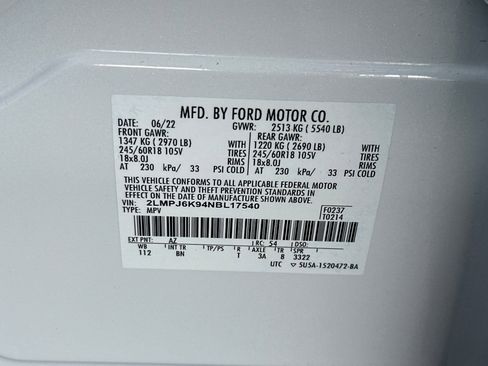 MFD. BY FORD MOTOR CO.
DATE: 06/22 GVWR: 2513 KG ( 5540 LB)
FRONT GAWR: REAR GAWR:
1347 KG ( 2970 LB) 1220 KG ( 2690 LB)
245/60R18 105V TIRES 245/60R18 105V TIRES
18x8.0J RIMS 18x8.0J RIMS
AT 230 kPa/ 33 PSI COLD AT 230 kPa/ 33 PSI COLD
THIS VEHICLE CONFORMS TO ALL APPLICABLE FEDERAL MOTOR
VEHICLE SAFETY AND THEFT PREVENTION STANDARDS IN
EFFECT ON THE DATE OF MANUFACTURE SHOWN ABOVE.
VIN: 2LMPJ6K94NBL17540 F0237
TYPE: MPV T0214
EXT PNT: AZ RC: 54 DSO:
WB INT TR TP/PS R AXLE TR SPR
112 BN T 3A 8 3322
UTC ▽ 5U5A-1520472-BA